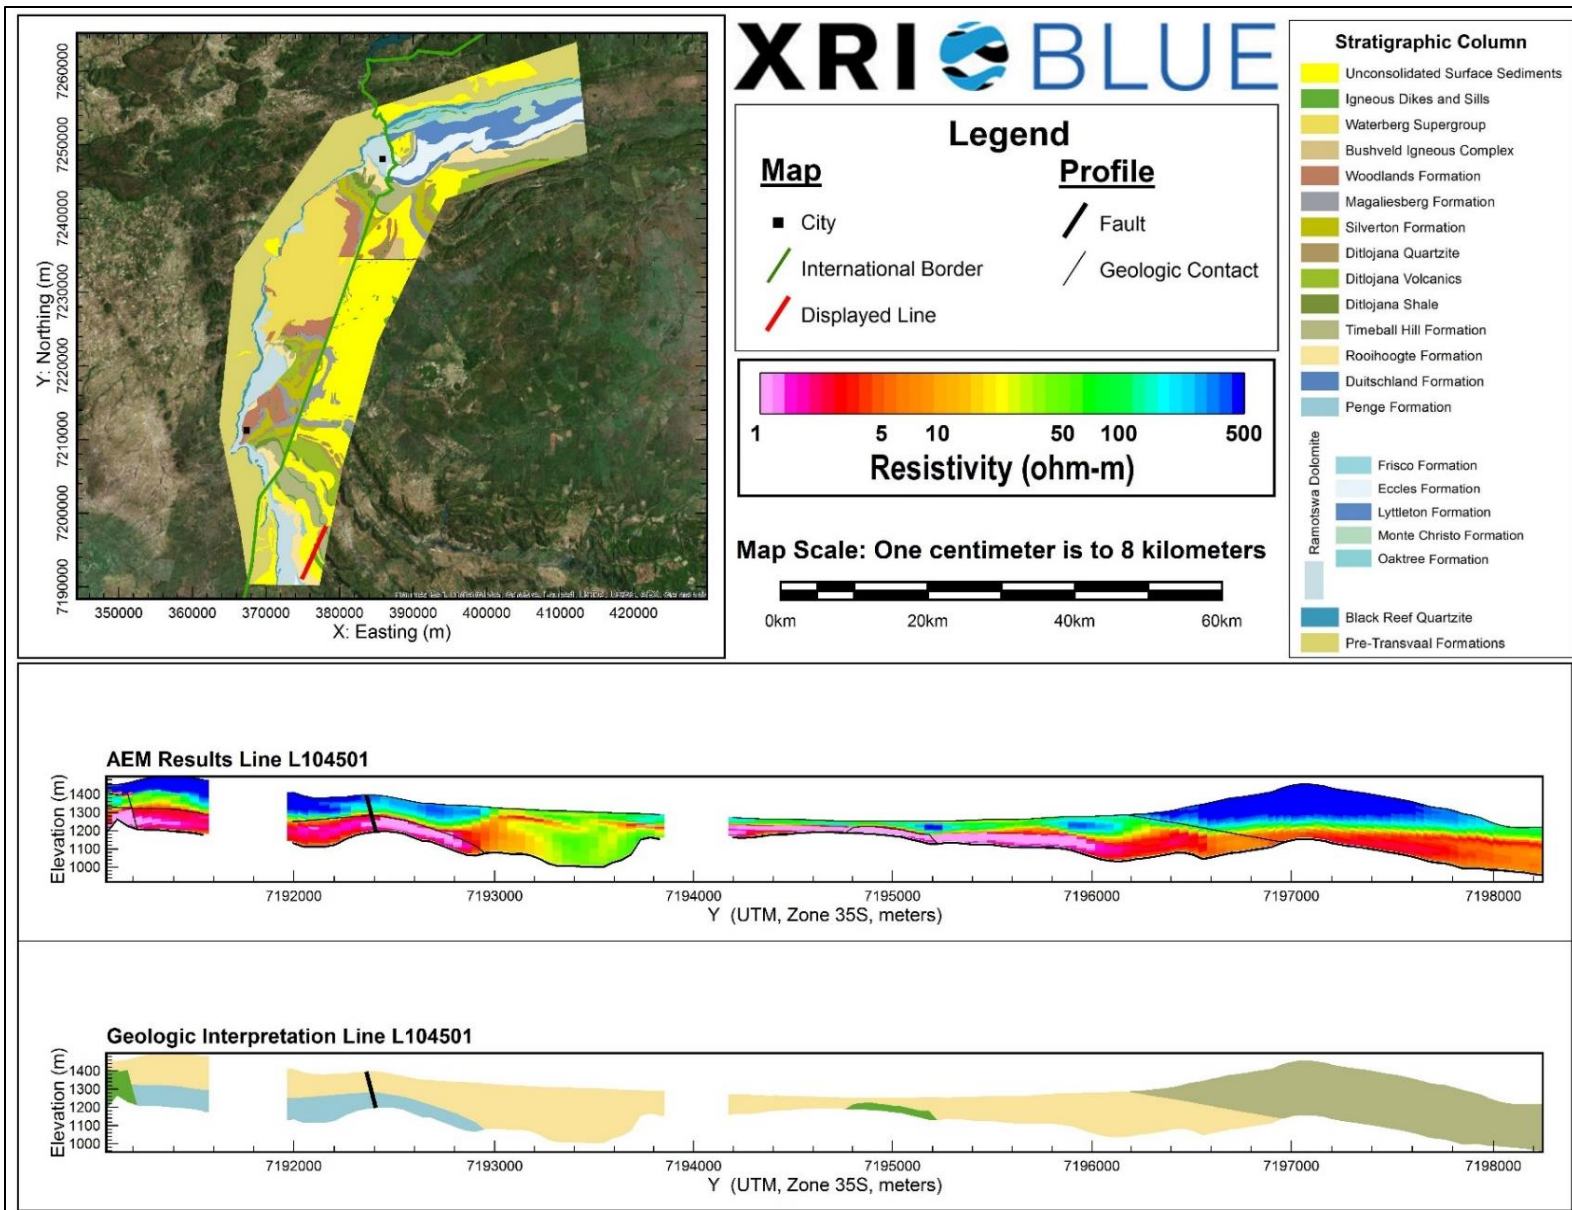 XRI BLUE
7260000
7250000
7240000
7230000
7220000
7210000
7200000
7190000
Y: Northing (m)
350000 360000 370000 380000 390000 400000 410000 420000
X: Easting (m)
Legend
Map
City
International Border
Displayed Line
Profile
Fault
Geologic Contact
1 5 10 50 100 500
Resistivity (ohm-m)
Map Scale: One centimeter is to 8 kilometers
0km 20km 40km 60km
Stratigraphic Column
Unconsolidated Surface Sediments
Igneous Dikes and Sills
Waterberg Supergroup
Bushveld Igneous Complex
Woodlands Formation
Magaliesberg Formation
Silverton Formation
Ditlojana Quartzite
Ditlojana Volcanics
Ditlojana Shale
Timeball Hill Formation
Rooihoogte Formation
Duitschland Formation
Penge Formation
Ramotswa Dolomite
Frisco Formation
Eccles Formation
Lyttleton Formation
Monte Christo Formation
Oaktree Formation
Black Reef Quartzite
Pre-Transvaal Formations
AEM Results Line L104501
Elevation (m)
1400
1300
1200
1100
1000
7192000 7193000 7194000 7195000 7196000 7197000 7198000
Y (UTM, Zone 35S, meters)
Geologic Interpretation Line L104501
Elevation (m)
1400
1300
1200
1100
1000
7192000 7193000 7194000 7195000 7196000 7197000 7198000
Y (UTM, Zone 35S, meters)